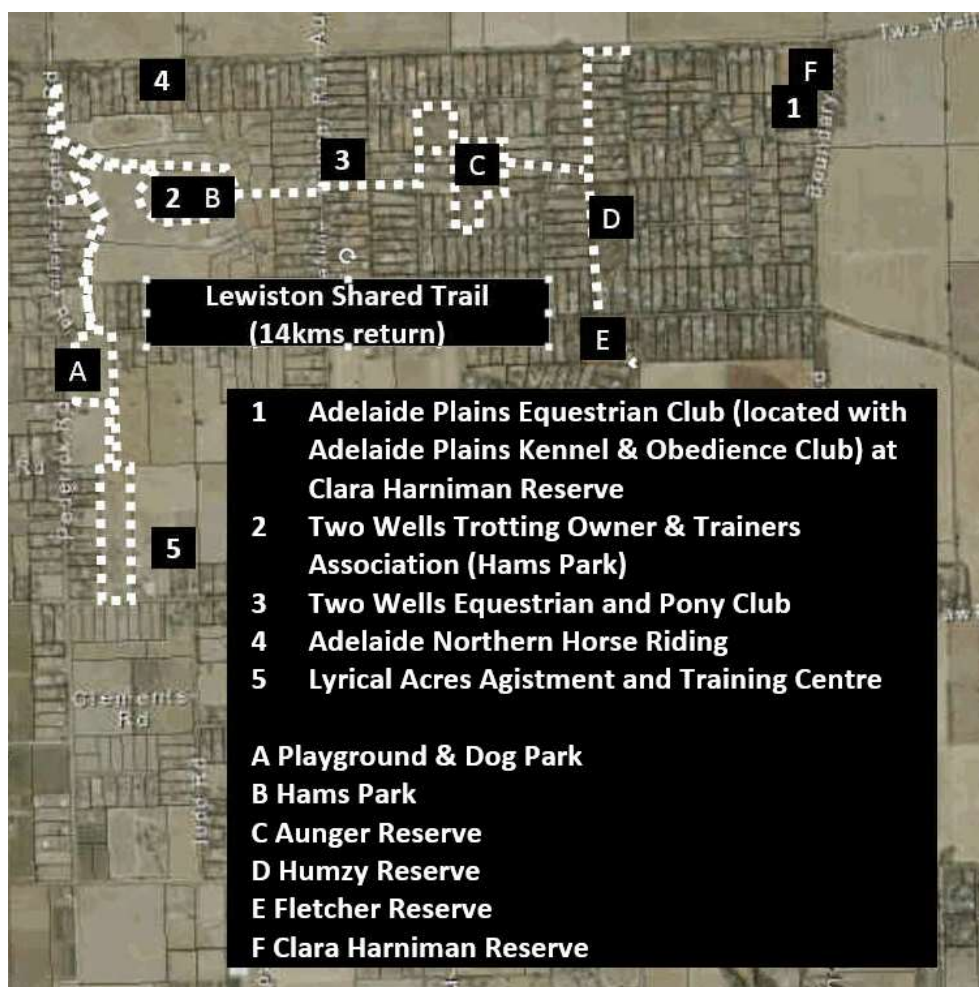 Two Wel
4
F
1
Boundary
3
C
2 B
D
Lewiston Shared Trail
(14kms return)
E
A
1 Adelaide Plains Equestrian Club (located with
Adelaide Plains Kennel & Obedience Club) at
Clara Harniman Reserve
2 Two Wells Trotting Owner & Trainers
Association (Hams Park)
3 Two Wells Equestrian and Pony Club
4 Adelaide Northern Horse Riding
5 Lyrical Acres Agistment and Training Centre
A Playground & Dog Park
B Hams Park
C Aunger Reserve
D Humzy Reserve
E Fletcher Reserve
F Clara Harniman Reserve
5
Pederick Rd
Clements
Rd
Judd Rd